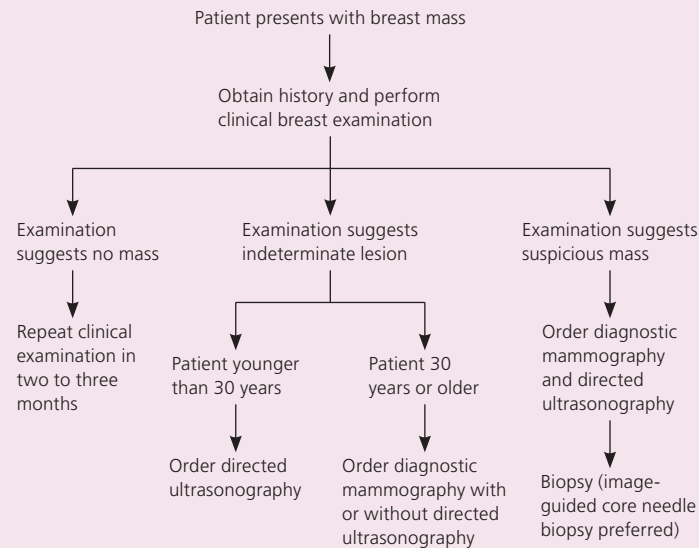 Patient presents with breast mass
Obtain history and perform
clinical breast examination
Examination
suggests no mass
Repeat clinical
examination in
two to three
months
Examination suggests
indeterminate lesion
Patient younger
than 30 years
Order directed
ultrasonography
Patient 30
years or older
Order diagnostic
mammography with
or without directed
ultrasonography
Examination suggests
suspicious mass
Order diagnostic
mammography
and directed
ultrasonography
Biopsy (image-
guided core needle
biopsy preferred)